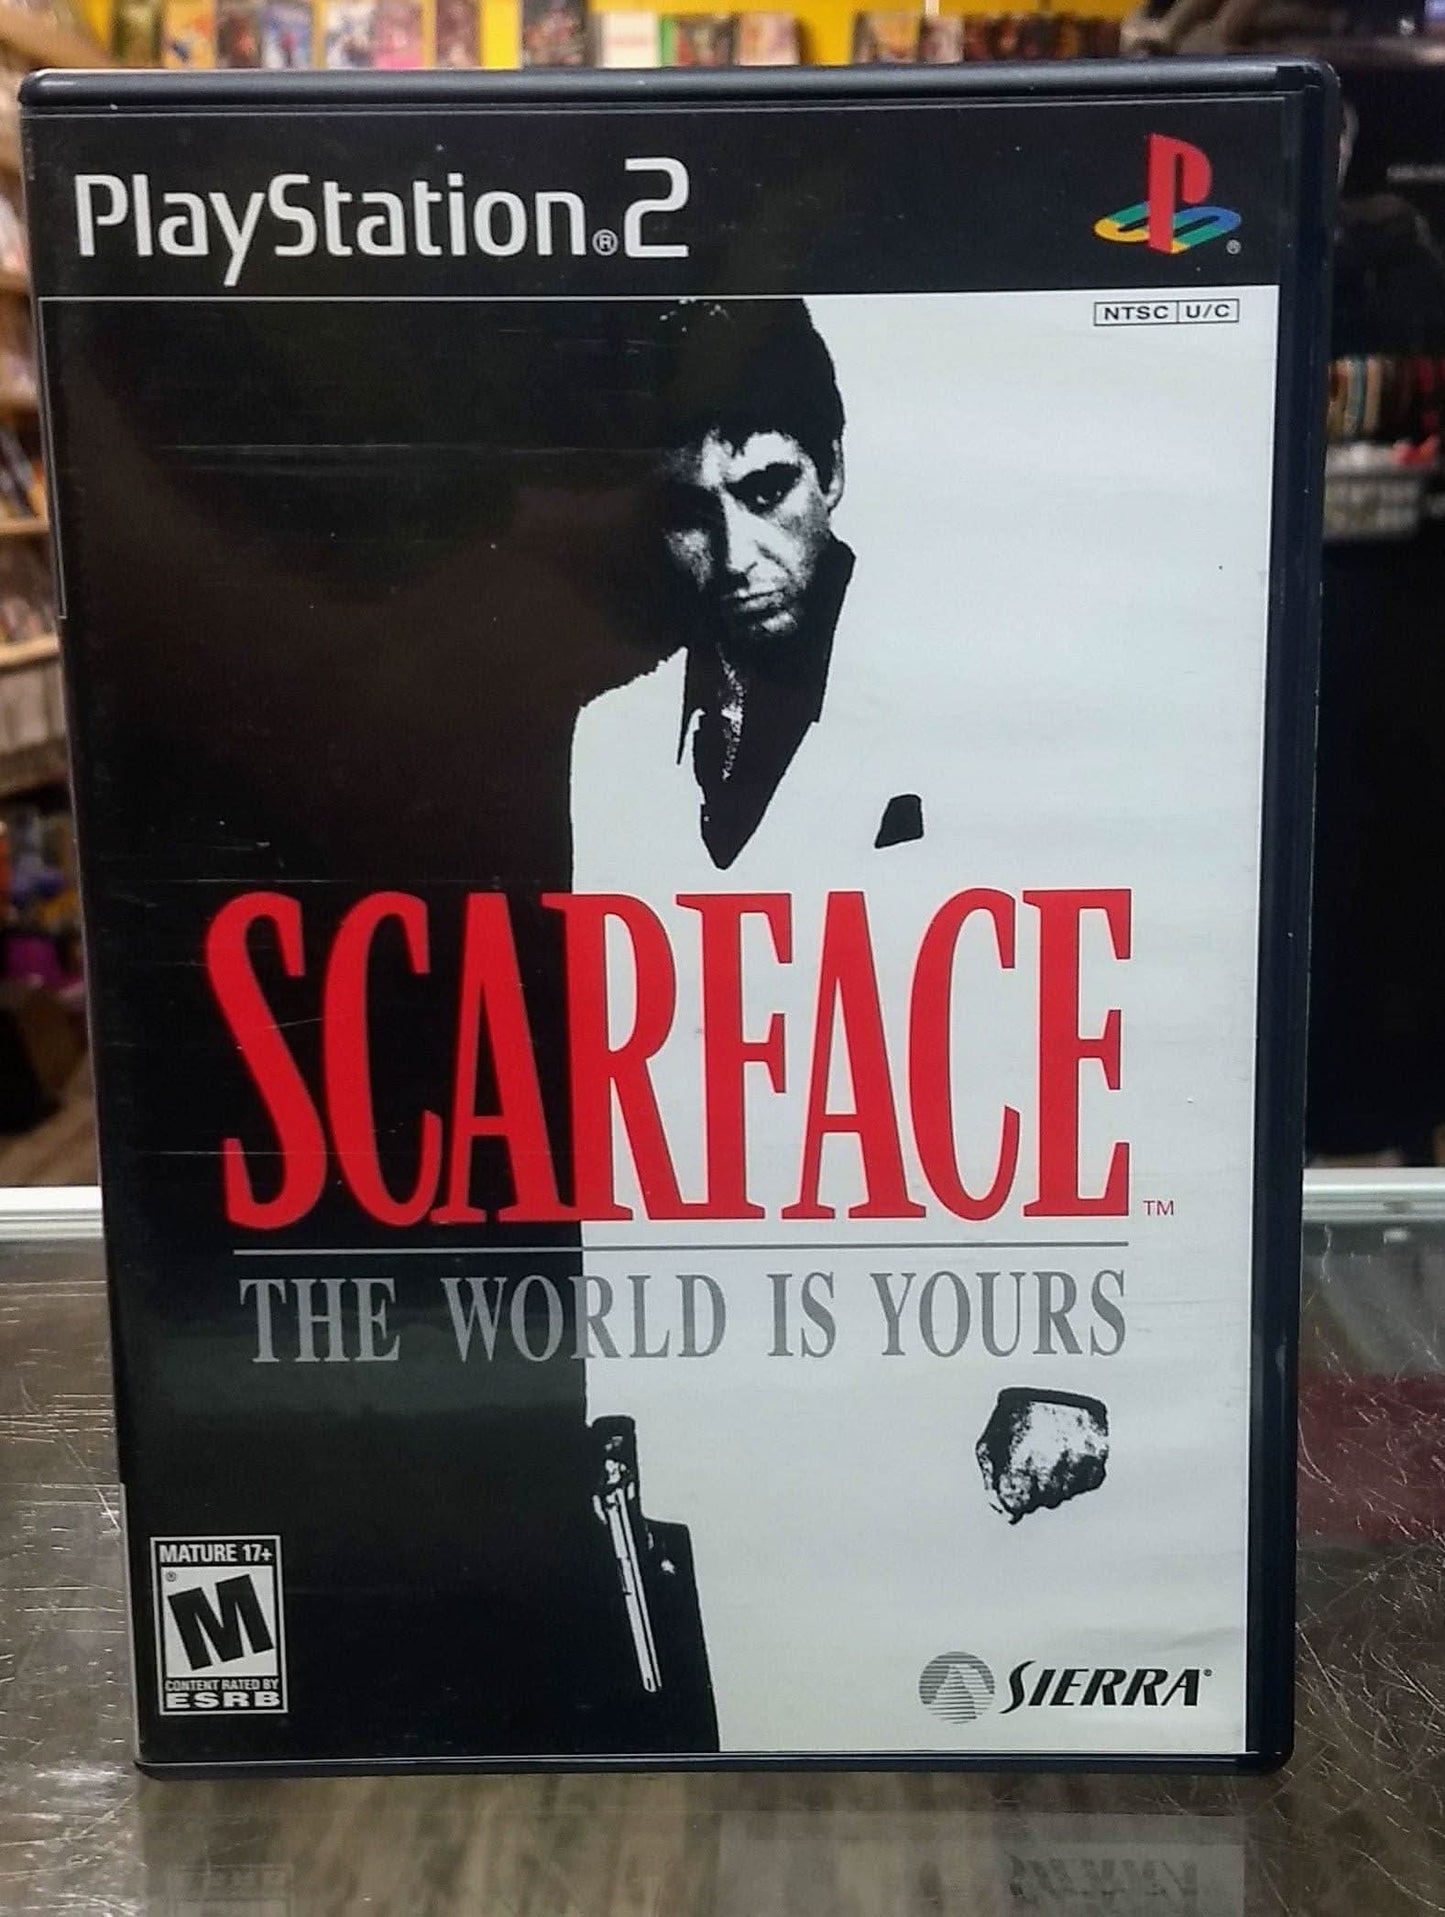 PlayStation®2
NTSC U/C
SCARFACE™
THE WORLD IS YOURS
MATURE 17+
®
M
CONTENT RATED BY
ESRB
SIERRA®